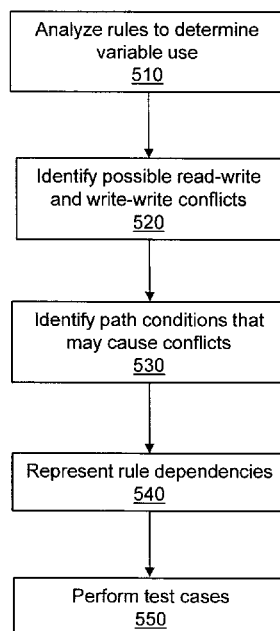 Analyze rules to determine
variable use
510
Identify possible read-write
and write-write conflicts
520
Identify path conditions that
may cause conflicts
530
Represent rule dependencies
540
Perform test cases
550